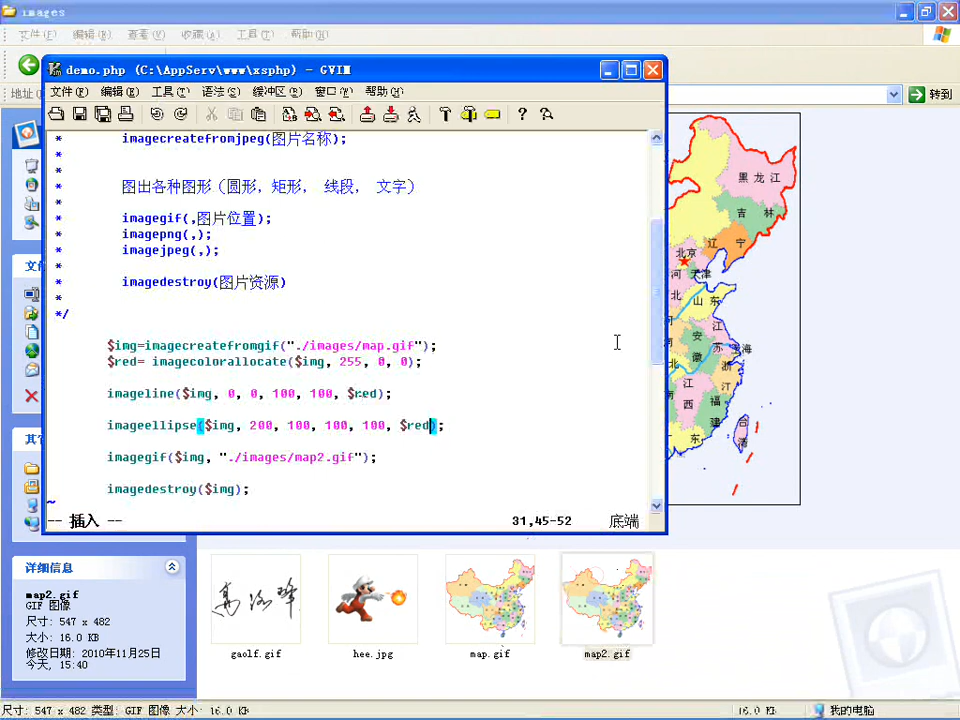 images
文件(F) 编辑(E) 查看(V) 收藏(A) 工具(T) 帮助(H)
地址(D)
转到
demo.php (C:\AppServ\www\xsphp) - GVIM
文件(F) 编辑(E) 工具(T) 语法(S) 缓冲区(B) 窗口(W) 帮助(H)
* imagecreatefromjpeg(图片名称);
*
*
* 图出各种图形（圆形，矩形， 线段， 文字）
*
* imagegif(,图片位置);
* imagepng(,);
* imagejpeg(,);
*
* imagedestroy(图片资源)
*
*/
$img=imagecreatefromgif("./images/map.gif");
$red= imagecolorallocate($img, 255, 0, 0);
imageline($img, 0, 0, 100, 100, $red);
imageellipse($img, 200, 100, 100, 100, $red);
imagegif($img, "./images/map2.gif");
imagedestroy($img);
~
-- 插入 --
31,45-52
底端
黑 龙 江
吉 林
辽 宁
北京
河 天津
北
山 东
江
安 苏
徽
浙
江
江
西
福
建
台
湾
东
文件
其它
详细信息
map2.gif
GIF 图像
尺寸: 547 x 482
大小: 16.0 KB
修改日期: 2010年11月25日
今天, 15:40
gaolf.gif
hee.jpg
map.gif
map2.gif
尺寸: 547 x 482 类型: GIF 图像 大小: 16.0 KB
16.0 KB
我的电脑